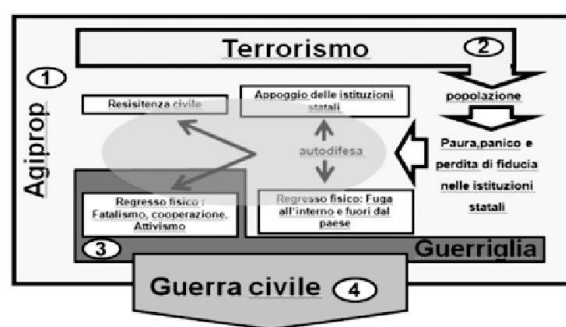 Terrorismo
2
1
Agiprop
popolazione
Resisitenza civile
Appoggio delle istituzioni
statali
autodifesa
Paura,panico e
perdita di fiducia
nelle istituzioni
statali
Regresso fisico :
Fatalismo, cooperazione,
Attivismo
Regresso fisico: Fuga
all'interno e fuori dal
paese
3
Guerriglia
Guerra civile
4